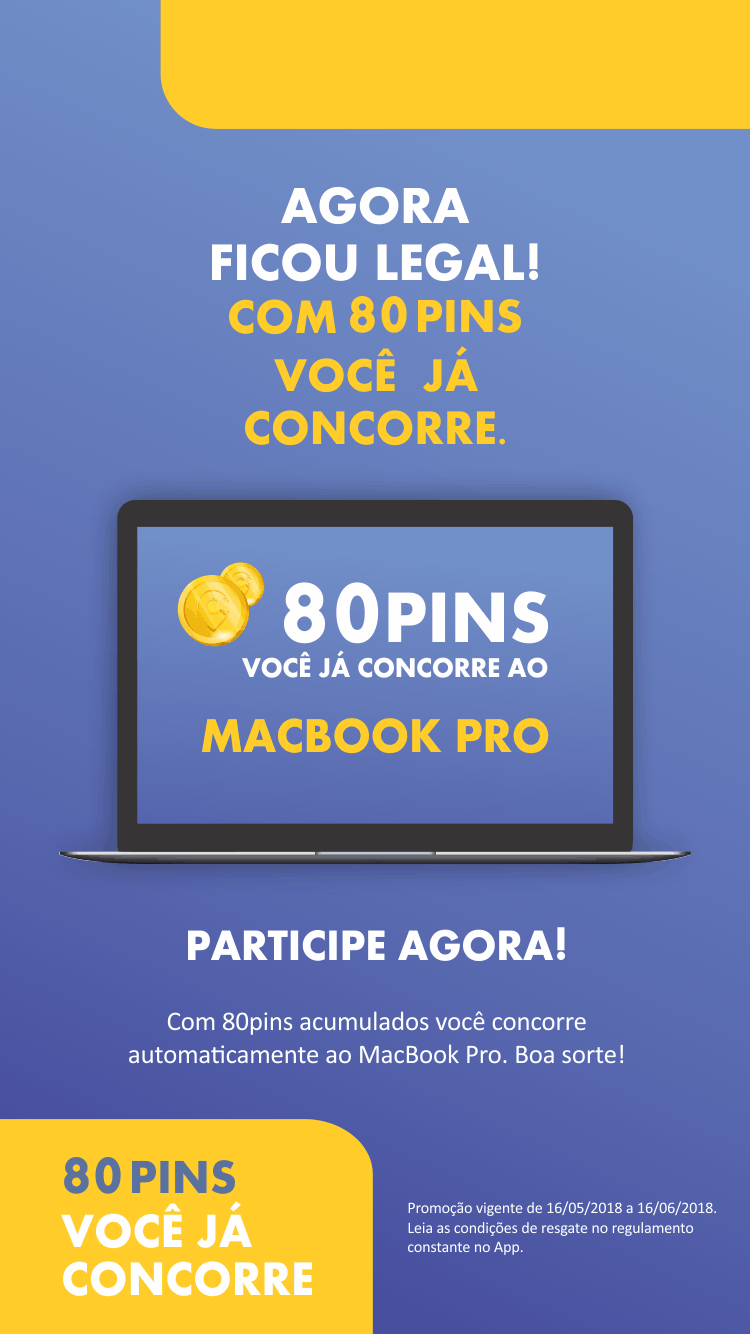 AGORA
FICOU LEGAL!
COM 80 PINS
VOCÊ JÁ
CONCORRE.
80PINS
VOCÊ JÁ CONCORRE AO
MACBOOK PRO
PARTICIPE AGORA!
Com 80pins acumulados você concorre
automaticamente ao MacBook Pro. Boa sorte!
80 PINS
VOCÊ JÁ
CONCORRE
Promoção vigente de 16/05/2018 a 16/06/2018.
Leia as condições de resgate no regulamento
constante no App.